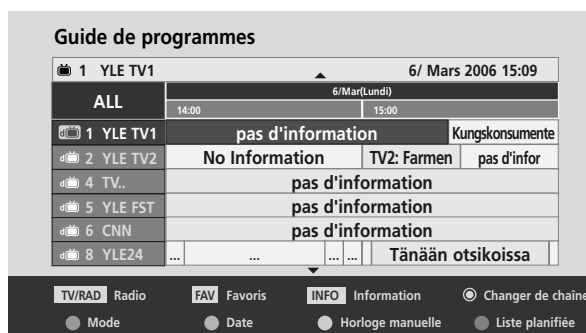 Guide de programmes
1 YLE TV1 6/ Mars 2006 15:09
ALL 6/Mar(Lundi)
14:00 15:00
d 1 YLE TV1 pas d'information Kungskonsumente
d 2 YLE TV2 No Information TV2: Farmen pas d'infor
d 4 TV.. pas d'information
d 5 YLE FST pas d'information
d 6 CNN pas d'information
d 8 YLE24 ... ... ... ... Tänään otsikoissa
TV/RAD Radio FAV Favoris INFO Information Changer de chaîne
Mode Date Horloge manuelle Liste planifiée